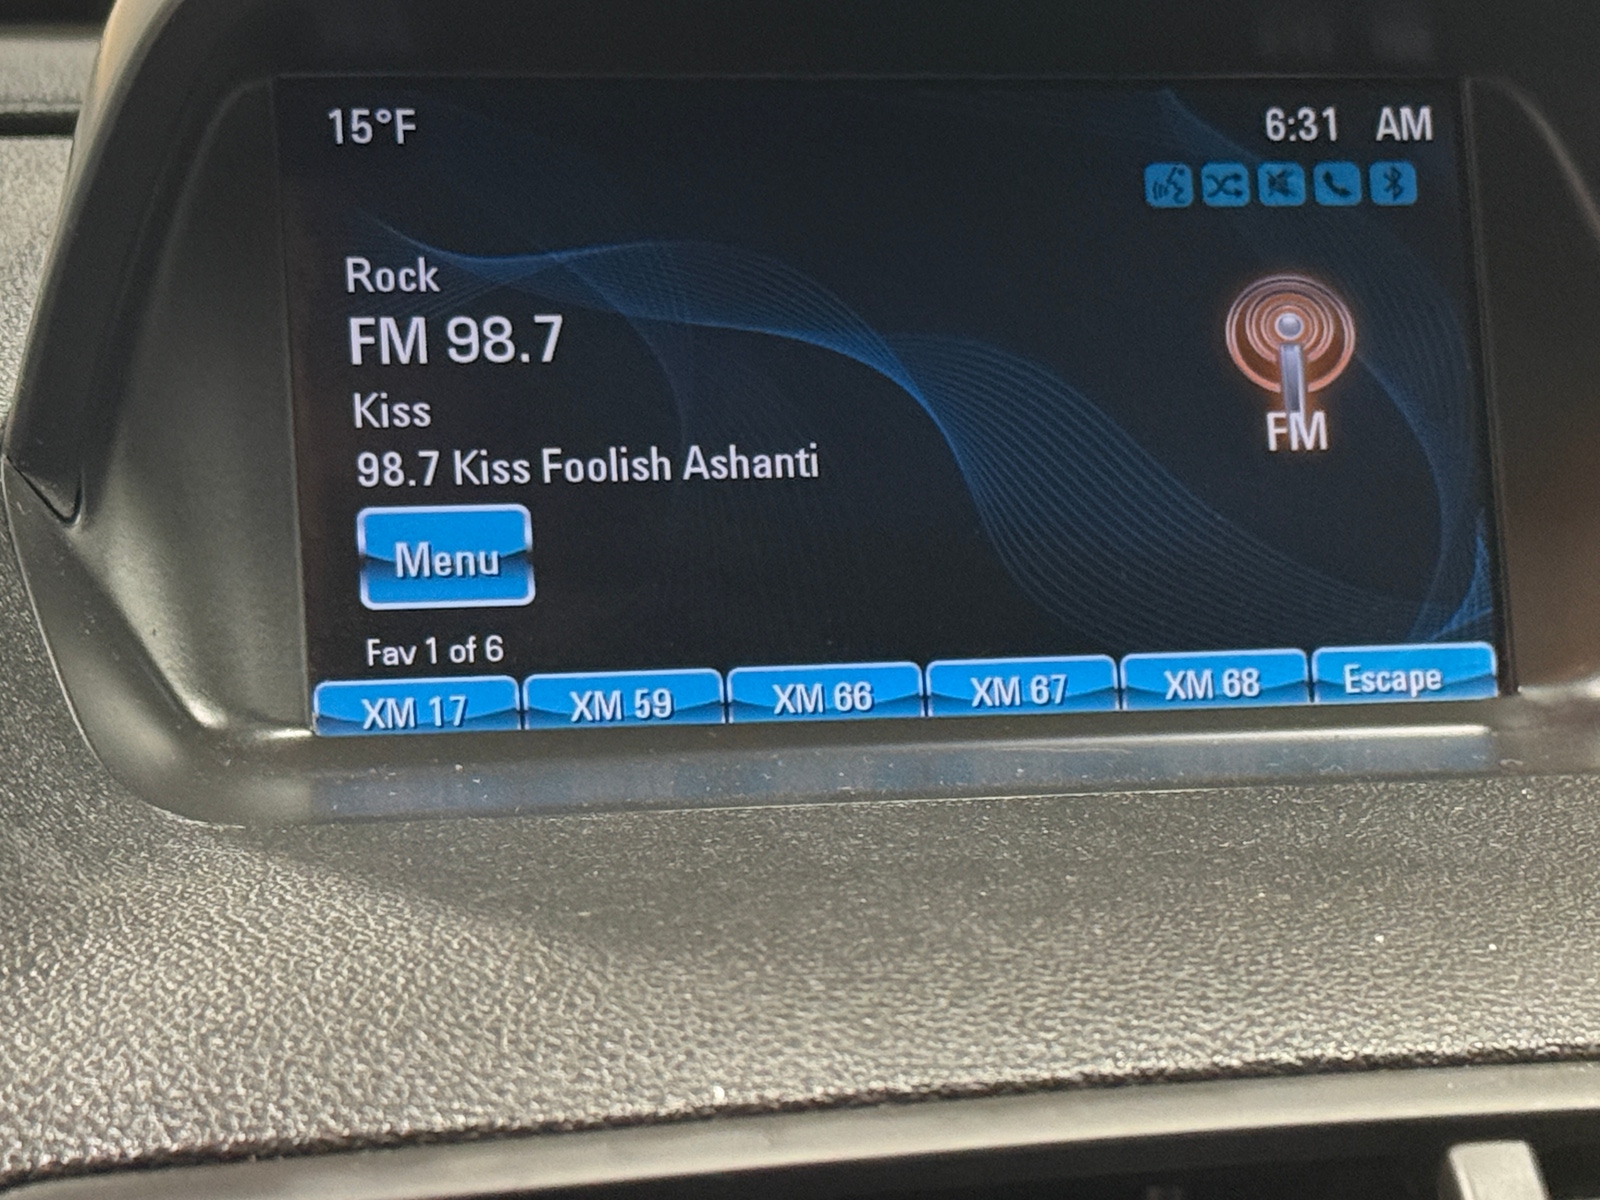 15°F
6:31 AM
Rock
FM 98.7
Kiss
98.7 Kiss Foolish Ashanti
FM
Menu
Fav 1 of 6
XM 17 XM 59 XM 66 XM 67 XM 68 Escape